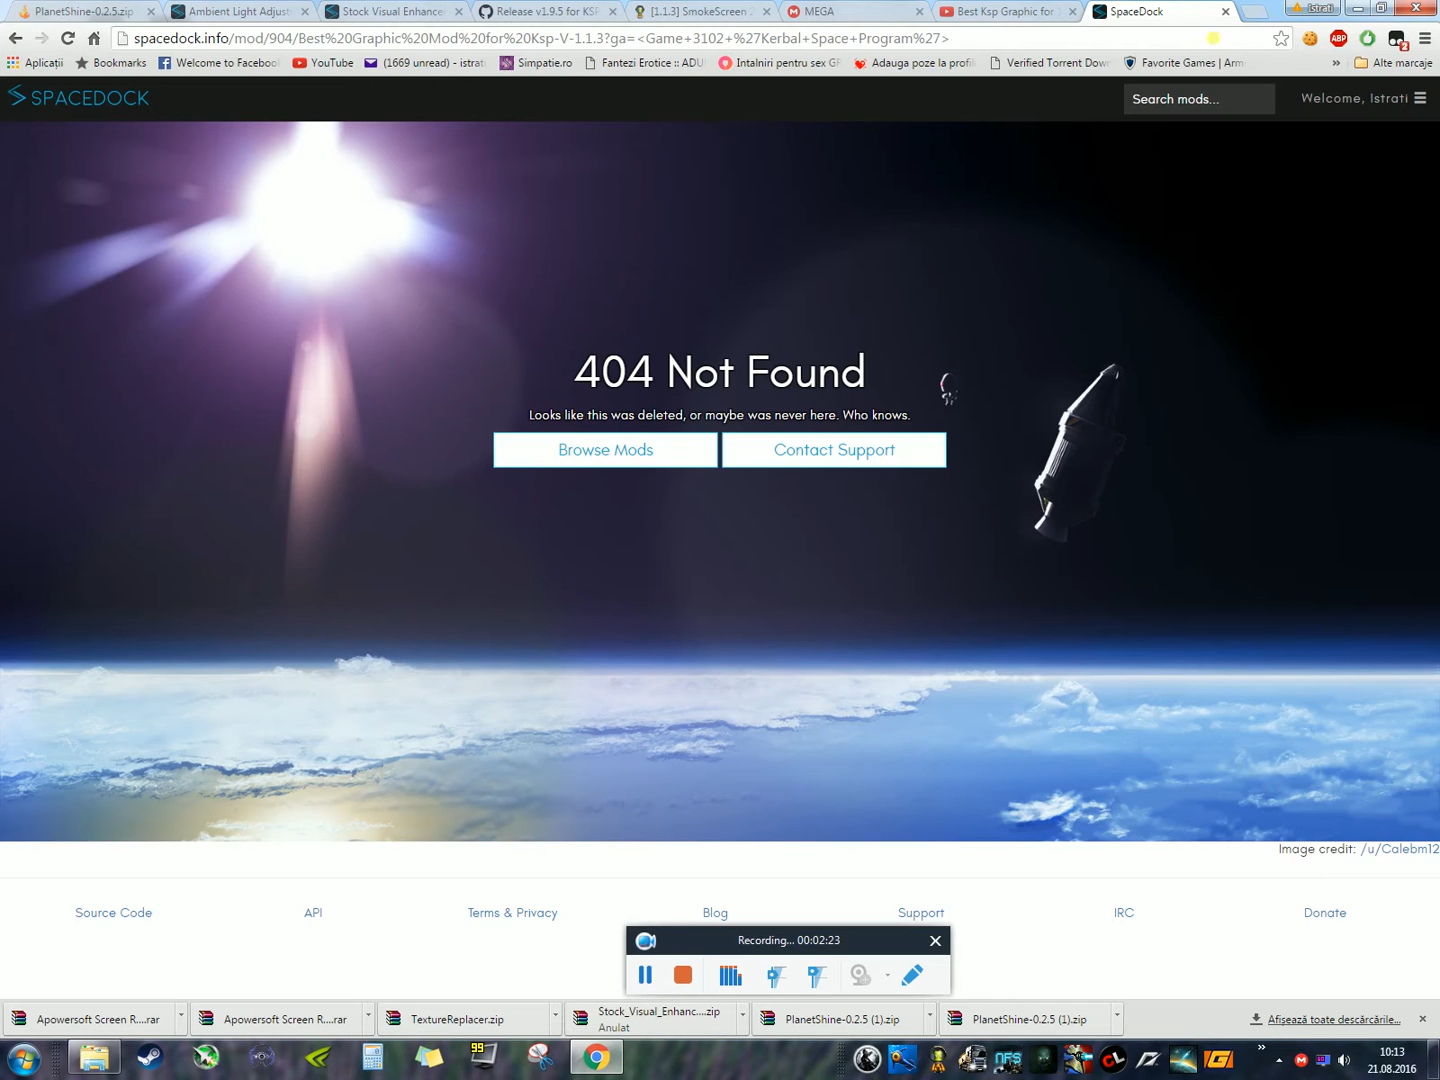 PlanetShine-0.2.5.zip
Ambient Light Adjust
Stock Visual Enhance
Release v1.9.5 for KSP
[1.1.3] SmokeScreen 2
MEGA
Best Ksp Graphic for 1
SpaceDock
Istrati
spacedock.info/mod/904/Best%20Graphic%20Mod%20for%20Ksp-V-1.1.3?ga=<Game+3102+%27Kerbal+Space+Program%27>
ABP
2
Aplicații
Bookmarks
Welcome to Facebook
YouTube
(1669 unread) - istrati
Simpatie.ro
Fantezi Erotice :: ADU
Intalniri pentru sex GR
Adauga poze la profil
Verified Torrent Down
Favorite Games | Arm
»
Alte marcaje
SPACEDOCK
Search mods...
Welcome, Istrati
404 Not Found
Looks like this was deleted, or maybe was never here. Who knows.
Browse Mods
Contact Support
Image credit: /u/Calebm12
Source Code
API
Terms & Privacy
Blog
Support
IRC
Donate
Recording... 00:02:23
Apowersoft Screen R....rar
Apowersoft Screen R....rar
TextureReplacer.zip
Stock_Visual_Enhanc....zip
Anulat
PlanetShine-0.2.5 (1).zip
PlanetShine-0.2.5 (1).zip
Afișează toate descărcările...
99
NFS
»
10:13
21.08.2016